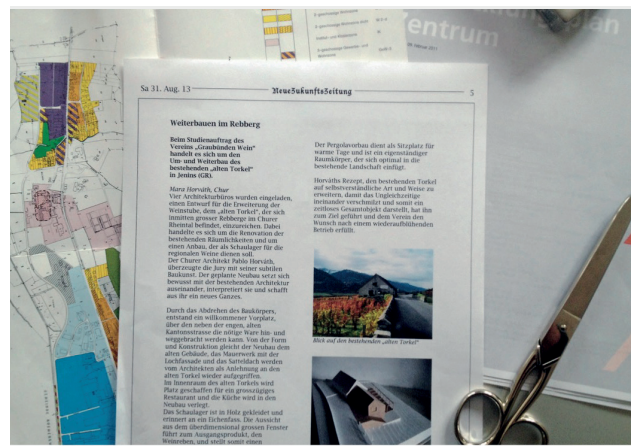 Zentrum
Sa 31. Aug. 13
NeueZukunftsZeitung
5
Weiterbauen im Rebberg
Beim Studienauftrag des
Vereins „Graubünden Wein"
handelt es sich um den
Um- und Weiterbau des
bestehenden „alten Torkel"
in Jenins (GR).
Mara Horváth, Chur
Vier Architekturbüros wurden eingeladen,
einen Entwurf für die Erweiterung der
Weinstube, dem „alten Torkel", der sich
inmitten grosser Rebberge im Churer
Rheintal befindet, einzureichen. Dabei
handelte es sich um die Renovation der
bestehenden Räumlichkeiten und um
einen Anbau, der als Schaulager für die
regionalen Weine dienen soll.
Der Churer Architekt Pablo Horváth,
überzeugte die Jury mit seiner subtilen
Baukunst. Der geplante Neubau setzt sich
bewusst mit der bestehenden Architektur
auseinander, interpretiert sie und schafft
aus ihr ein neues Ganzes.
Durch das Abdrehen des Baukörpers,
entstand ein willkommener Vorplatz,
über den neben der engen, alten
Kantonsstrasse die nötige Ware hin- und
weggebracht werden kann. Von der Form
und Konstruktion gleicht der Neubau dem
alten Gebäude, das Mauerwerk mit der
Lochfassade und das Satteldach werden
vom Architekten als Anlehnung an den
alten Torkel wieder aufgegriffen.
Im Innenraum des alten Torkels wird
Platz geschaffen für ein grosszügiges
Restaurant und die Küche wird in den
Neubau verlegt.
Das Schaulager ist in Holz gekleidet und
erinnert an ein Eichenfass. Die Aussicht
aus dem überdimensional grossen Fenster
führt zum Ausgangsprodukt, den
Weinreben, und stellt somit einen
Der Pergolavorbau dient als Sitzplatz für
warme Tage und ist ein eigenständiger
Raumkörper, der sich optimal in die
bestehende Landschaft einfügt.
Horváths Rezept, den bestehenden Torkel
auf selbstverständliche Art und Weise zu
erweitern, damit das Ungleichzeitige
ineinander verschmilzt und somit ein
zeitloses Gesamtobjekt darstellt, hat ihn
zum Ziel geführt und dem Verein den
Wunsch nach einem wiederaufblühenden
Betrieb erfüllt.
Blick auf den bestehenden „alten Torkel"